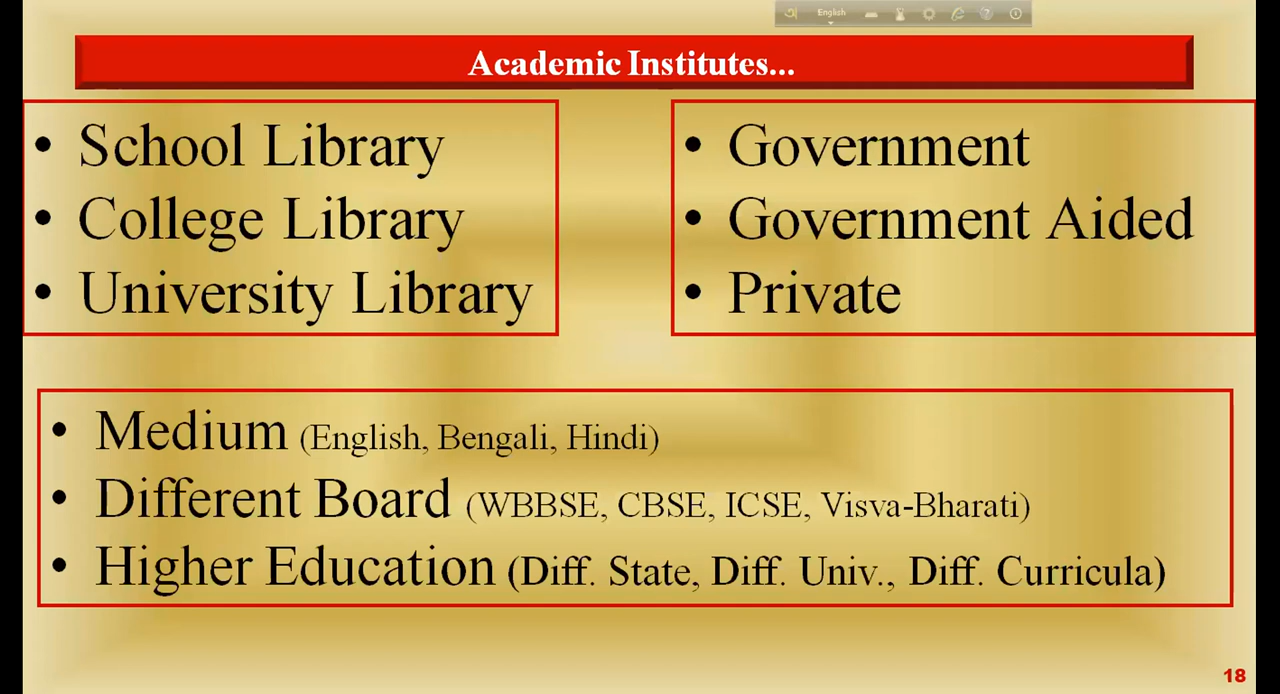 অ English
Academic Institutes...
• School Library
• College Library
• University Library
• Government
• Government Aided
• Private
• Medium (English, Bengali, Hindi)
• Different Board (WBBSE, CBSE, ICSE, Visva-Bharati)
• Higher Education (Diff. State, Diff. Univ., Diff. Curricula)
18